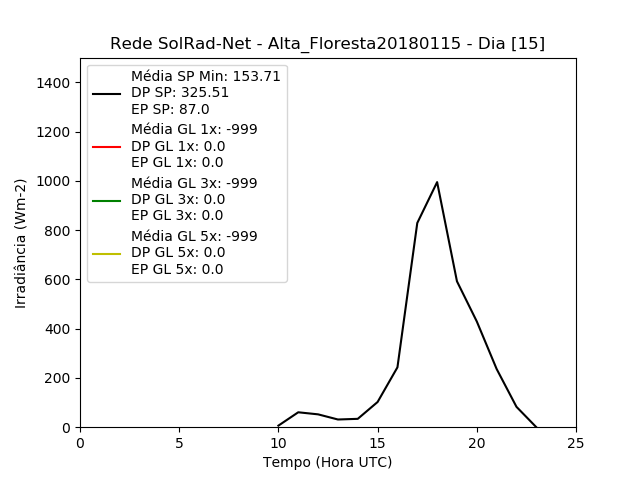 Rede SolRad-Net - Alta_Floresta20180115 - Dia [15]
Média SP Min: 153.71
DP SP: 325.51
EP SP: 87.0
Média GL 1x: -999
DP GL 1x: 0.0
EP GL 1x: 0.0
Média GL 3x: -999
DP GL 3x: 0.0
EP GL 3x: 0.0
Média GL 5x: -999
DP GL 5x: 0.0
EP GL 5x: 0.0
Irradiância (Wm-2)
1400
1200
1000
800
600
400
200
0
0 5 10 15 20 25
Tempo (Hora UTC)